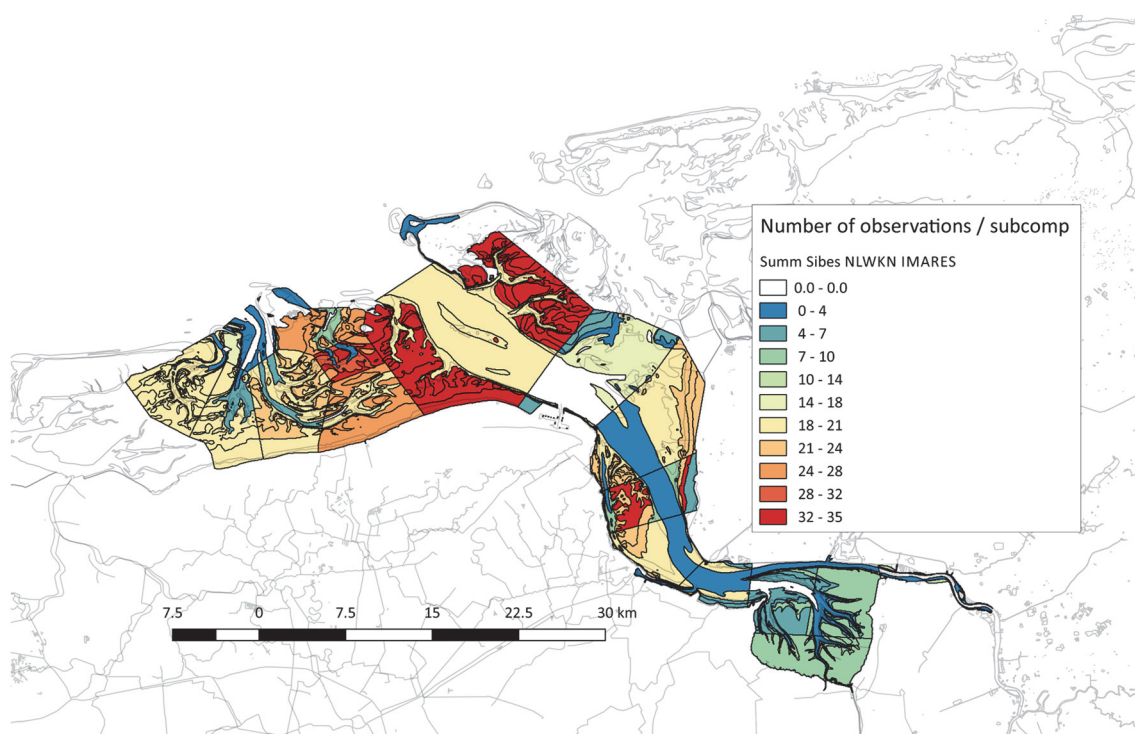 Number of observations / subcomp
Summ Sibes NLWKN IMARES
0.0 - 0.0
0 - 4
4 - 7
7 - 10
10 - 14
14 - 18
18 - 21
21 - 24
24 - 28
28 - 32
32 - 35
7.5 0 7.5 15 22.5 30 km